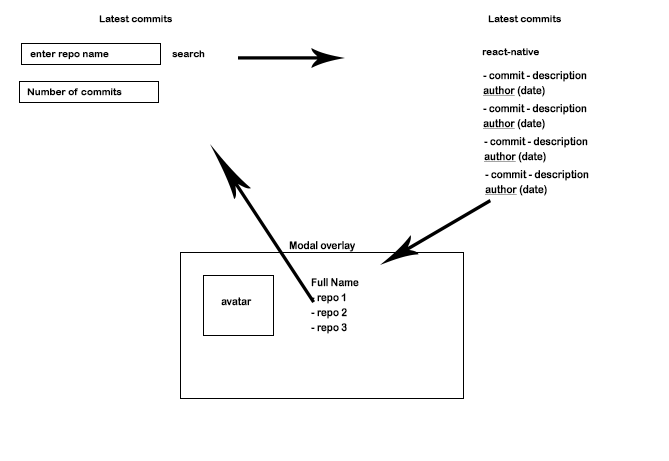 Latest commits
enter repo name
search
Number of commits
Latest commits
react-native
- commit - description
author (date)
- commit - description
author (date)
- commit - description
author (date)
- commit - description
author (date)
Modal overlay
avatar
Full Name
- repo 1
- repo 2
- repo 3